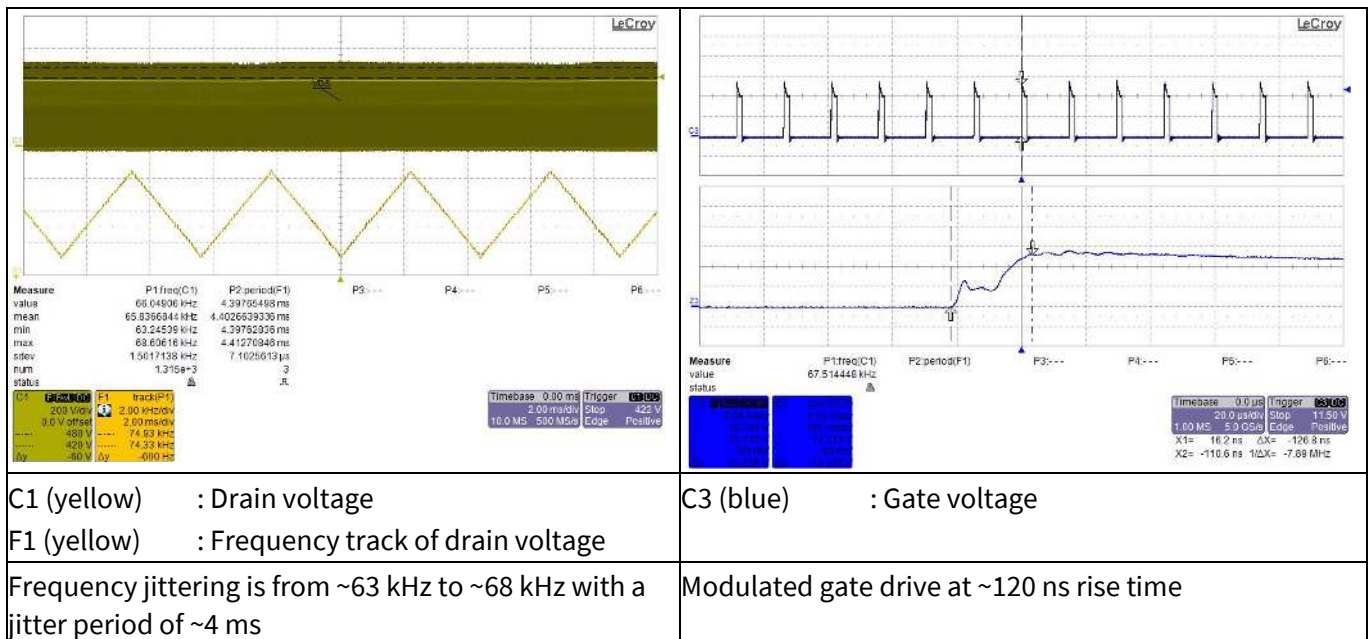 LeCroy
VDS
Measure P1:freq(C1) P2:period(F1) P3:--- P4:--- P5:--- P6:---
value 66.04906 kHz 4.39765498 ms
mean 65.8366844 kHz 4.4026639336 ms
min 63.24539 kHz 4.39762836 ms
max 68.60616 kHz 4.41270846 ms
sdev 1.5617138 kHz 7.1025613 µs
num 1.315e+3 3
status
C1 F1 track(P1)
200 V/div 2.00 kHz/div
0.0 V offset 2.00 ms/div
480 V 74.93 kHz
420 V 74.33 kHz
Δy -60 V Δy -600 Hz
Timebase 0.00 ms Trigger C1 DC
2.00 ms/div Stop 422 V
10.0 MS 500 MS/s Edge Positive
LeCroy
C3
Z3
Measure P1:freq(C1) P2:period(F1) P3:--- P4:--- P5:--- P6:---
value 67.514448 kHz
status
Timebase 0.0 µs Trigger C3 DC
20.0 µs/div Stop 11.50 V
1.00 MS 5.0 GS/s Edge Positive
X1= 16.2 ns ΔX= -126.8 ns
X2= -110.6 ns 1/ΔX= -7.89 MHz
C1 (yellow) : Drain voltage
F1 (yellow) : Frequency track of drain voltage
C3 (blue) : Gate voltage
Frequency jittering is from ~63 kHz to ~68 kHz with a
jitter period of ~4 ms
Modulated gate drive at ~120 ns rise time